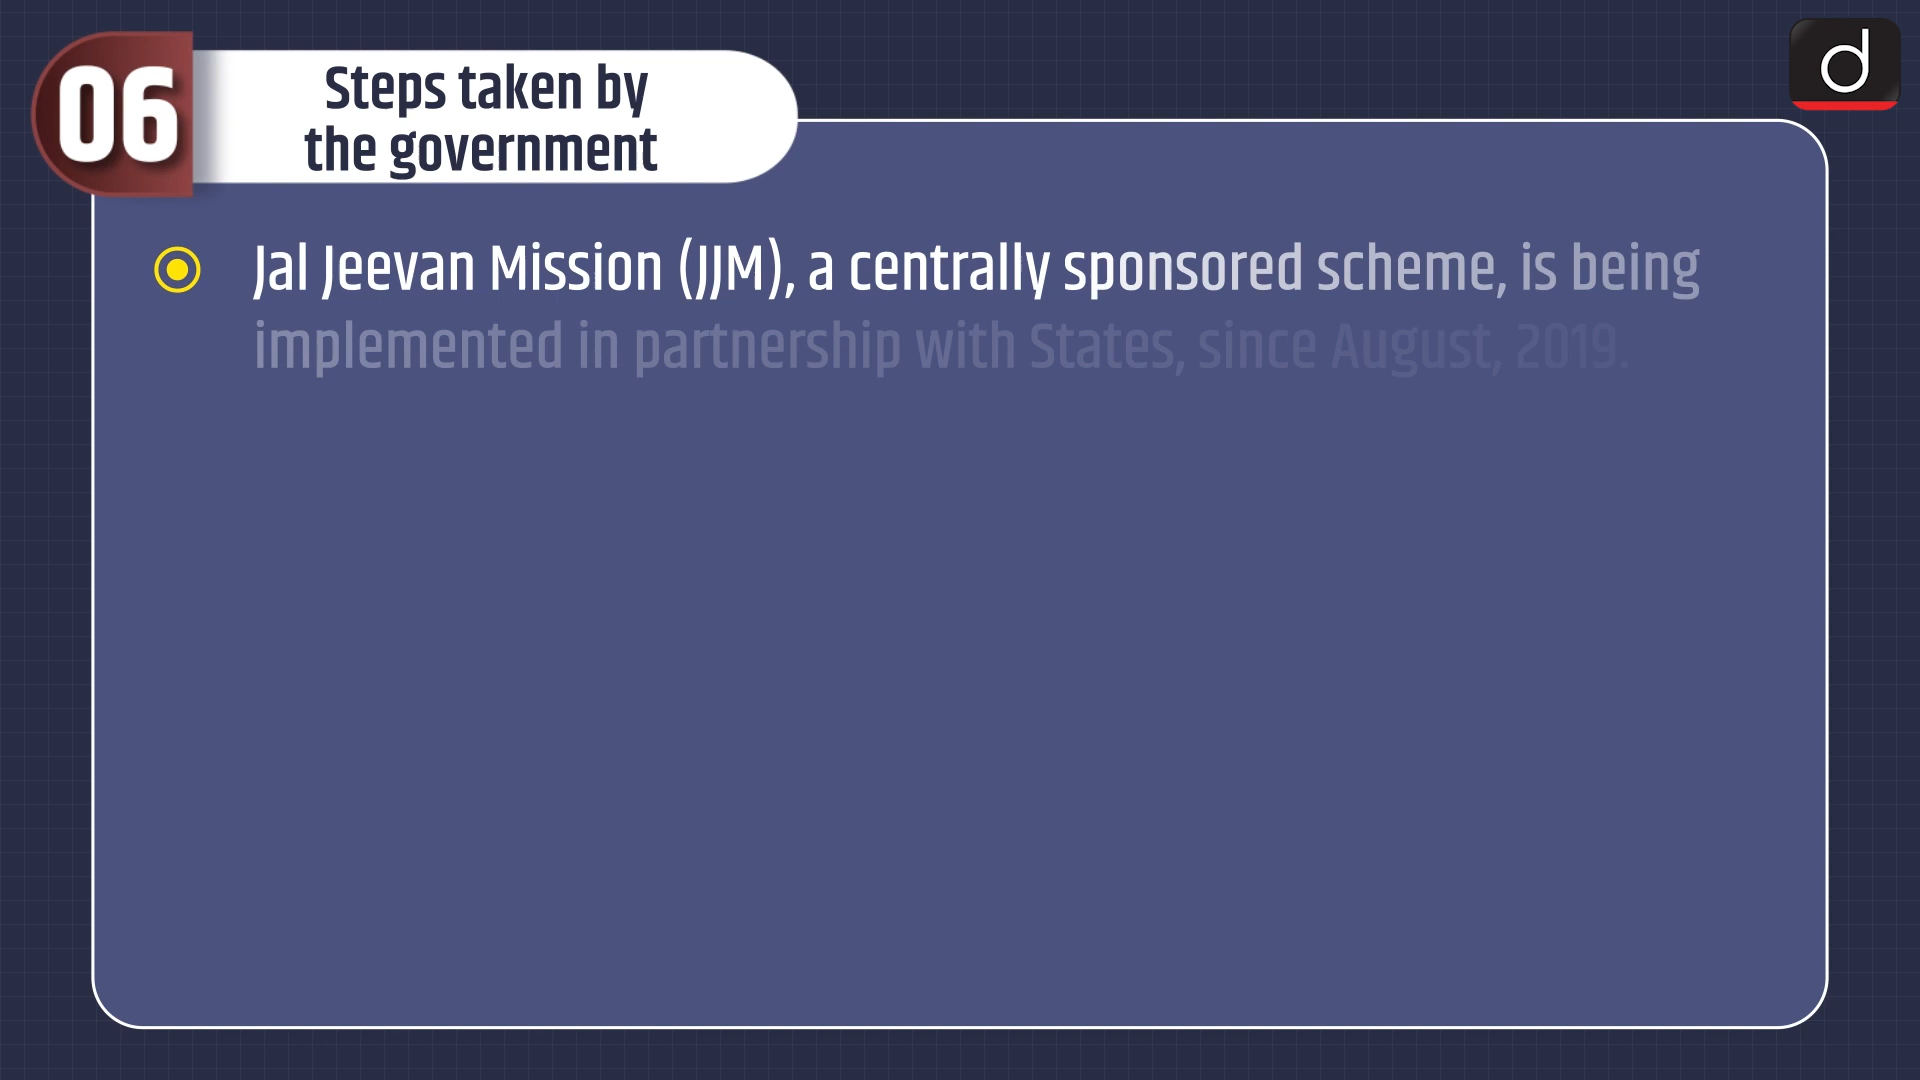 06
Steps taken by
the government
d
Jal Jeevan Mission (JJM), a centrally sponsored scheme, is being
implemented in partnership with States, since August, 2019.